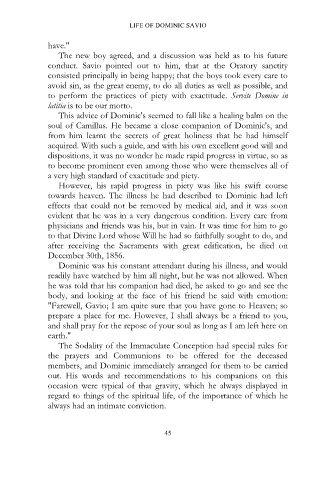 LIFE OF DOMINIC SAVIO
have."
The new boy agreed, and a discussion was held as to his future
conduct. Savio pointed out to him, that at the Oratory sanctity
consisted principally in being happy; that the boys took every care to
avoid sin, as the great enemy, to do all duties as well as possible, and
to perform the practices of piety with exactitude. Servite Domine in
latitia is to be our motto.
This advice of Dominic's seemed to fall like a healing balm on the
soul of Camillus. He became a close companion of Dominic's, and
from him learnt the secrets of great holiness that he had himself
acquired. With such a guide, and with his own excellent good will and
dispositions, it was no wonder he made rapid progress in virtue, so as
to become prominent even among those who were themselves all of
a very high standard of exactitude and piety.
However, his rapid progress in piety was like his swift course
towards heaven. The illness he had described to Dominic had left
effects that could not be removed by medical aid, and it was soon
evident that he was in a very dangerous condition. Every care from
physicians and friends was his, but in vain. It was time for him to go
to that Divine Lord whose Will he had so faithfully sought to do, and
after receiving the Sacraments with great edification, he died on
December 30th, 1856.
Dominic was his constant attendant during his illness, and would
readily have watched by him all night, but he was not allowed. When
he was told that his companion had died, he asked to go and see the
body, and looking at the face of his friend he said with emotion:
"Farewell, Gavio; I am quite sure that you have gone to Heaven; so
prepare a place for me. However, I shall always be a friend to you,
and shall pray for the repose of your soul as long as I am left here on
earth."
The Sodality of the Immaculate Conception had special rules for
the prayers and Communions to be offered for the deceased
members, and Dominic immediately arranged for them to be carried
out. His words and recommendations to his companions on this
occasion were typical of that gravity, which he always displayed in
regard to things of the spiritual life, of the importance of which he
always had an intimate conviction.
45